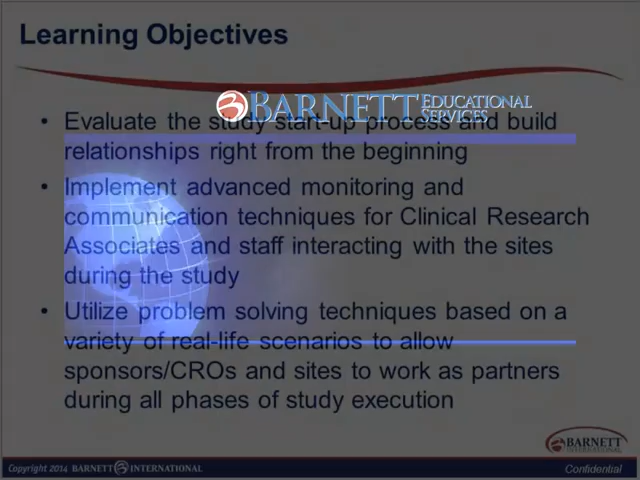 Learning Objectives
BARNETT EDUCATIONAL
SERVICES
• Evaluate the study start-up process and build
relationships right from the beginning
• Implement advanced monitoring and
communication techniques for Clinical Research
Associates and staff interacting with the sites
during the study
• Utilize problem solving techniques based on a
variety of real-life scenarios to allow
sponsors/CROs and sites to work as partners
during all phases of study execution
BARNETT
INTERNATIONAL
Copyright 2014 BARNETT INTERNATIONAL
Confidential